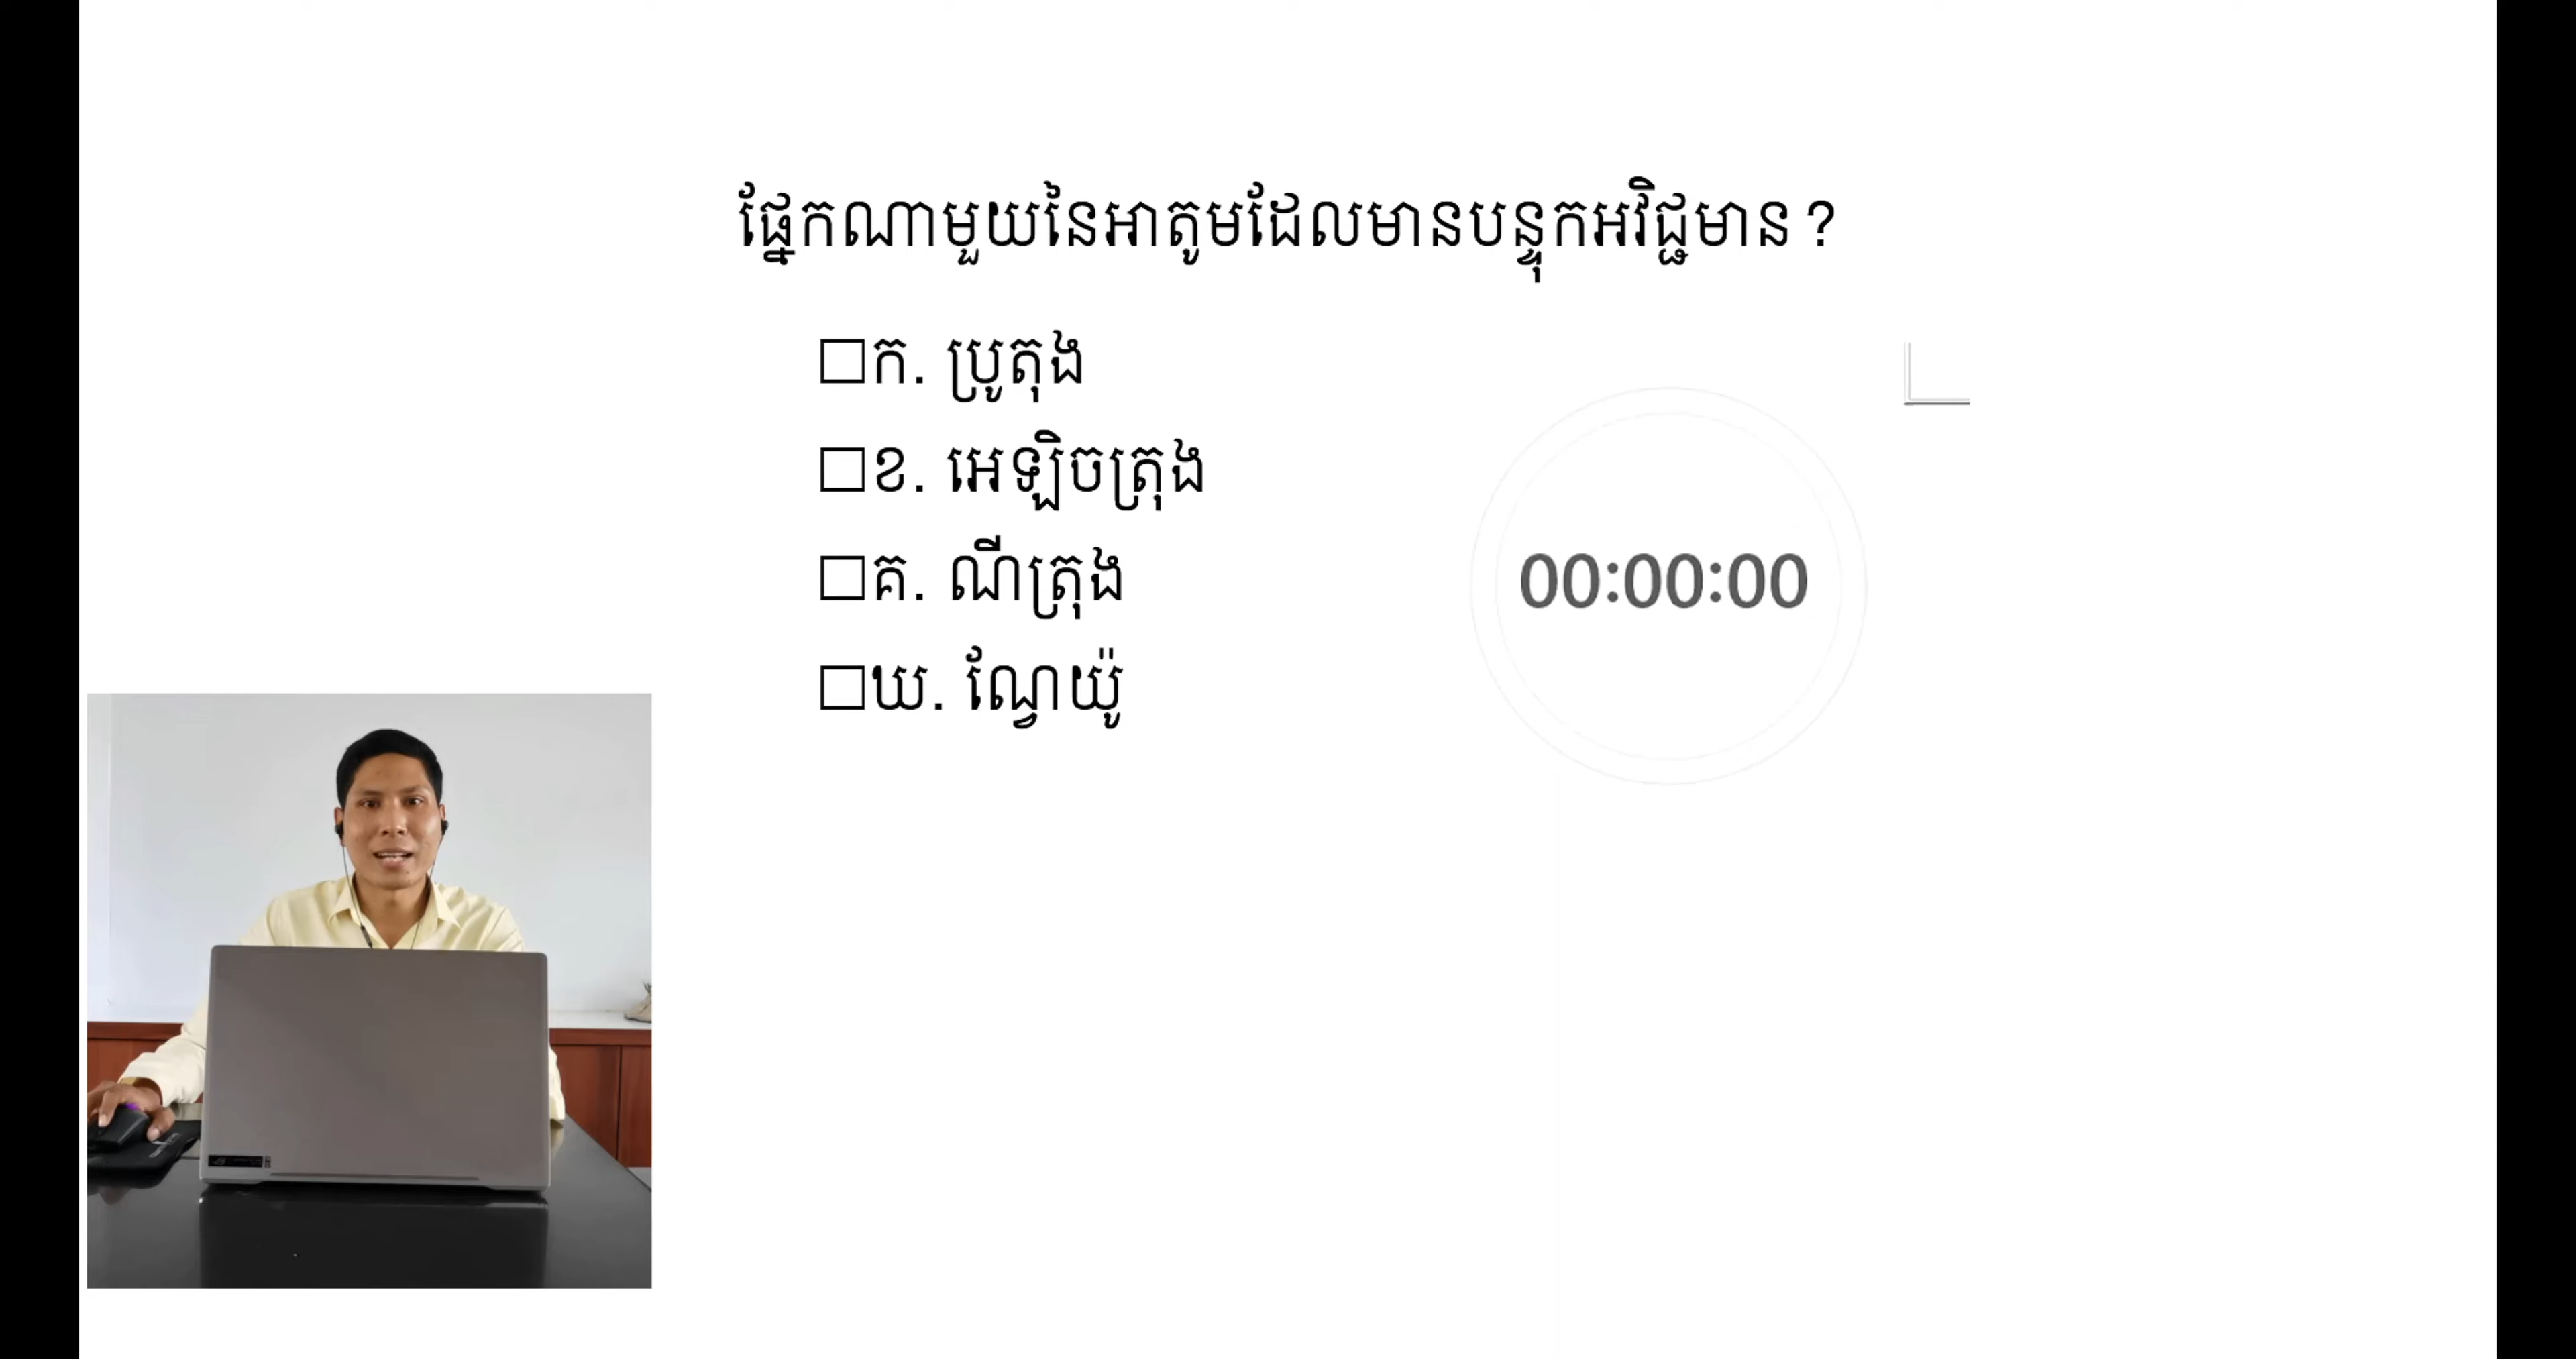 ផ្នែកណាមួយនៃអាតូមដែលមានបន្ទុកអវិជ្ជមាន?
☐ក. ប្រូតុង
☐ខ. អេឡិចត្រុង
☐គ. ណឺត្រុង
☐ឃ. ណ្វៃយ៉ូ
00:00:00